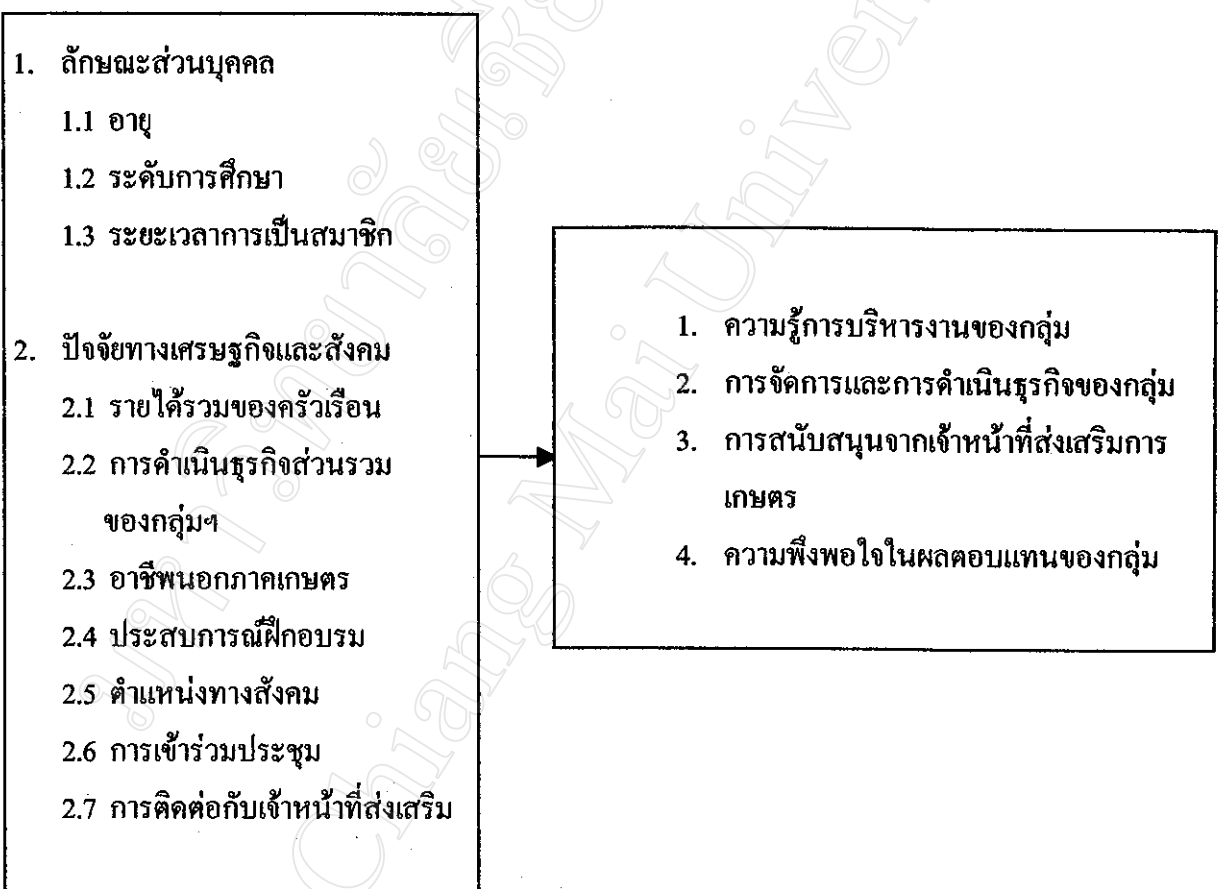 1. ลักษณะส่วนบุคคล
1.1 อายุ
1.2 ระดับการศึกษา
1.3 ระยะเวลาการเป็นสมาชิก
2. ปัจจัยทางเศรษฐกิจและสังคม
2.1 รายได้รวมของครัวเรือน
2.2 การดำเนินธุรกิจส่วนรวม
ของกลุ่มฯ
2.3 อาชีพนอกภาคเกษตร
2.4 ประสบการณ์ฝึกอบรม
2.5 ตำแหน่งทางสังคม
2.6 การเข้าร่วมประชุม
2.7 การติดต่อกับเจ้าหน้าที่ส่งเสริม
1. ความรู้การบริหารงานของกลุ่ม
2. การจัดการและการดำเนินธุรกิจของกลุ่ม
3. การสนับสนุนจากเจ้าหน้าที่ส่งเสริมการ
เกษตร
4. ความพึงพอใจในผลตอบแทนของกลุ่ม
Chiang Mai Univer